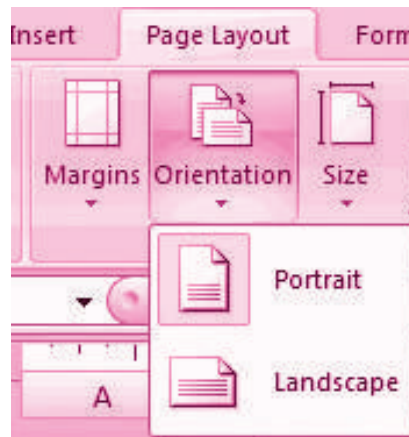 Insert Page Layout Form
Margins Orientation Size
Portrait
Landscape
A